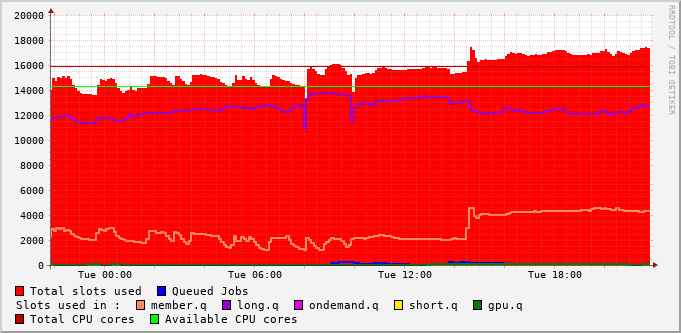 20000
18000
16000
14000
12000
10000
8000
6000
4000
2000
0
Tue 00:00 Tue 06:00 Tue 12:00 Tue 18:00
Total slots used Queued Jobs
Slots used in : member.q long.q ondemand.q short.q gpu.q
Total CPU cores Available CPU cores
RRDTOOL / TOBI OETIKER